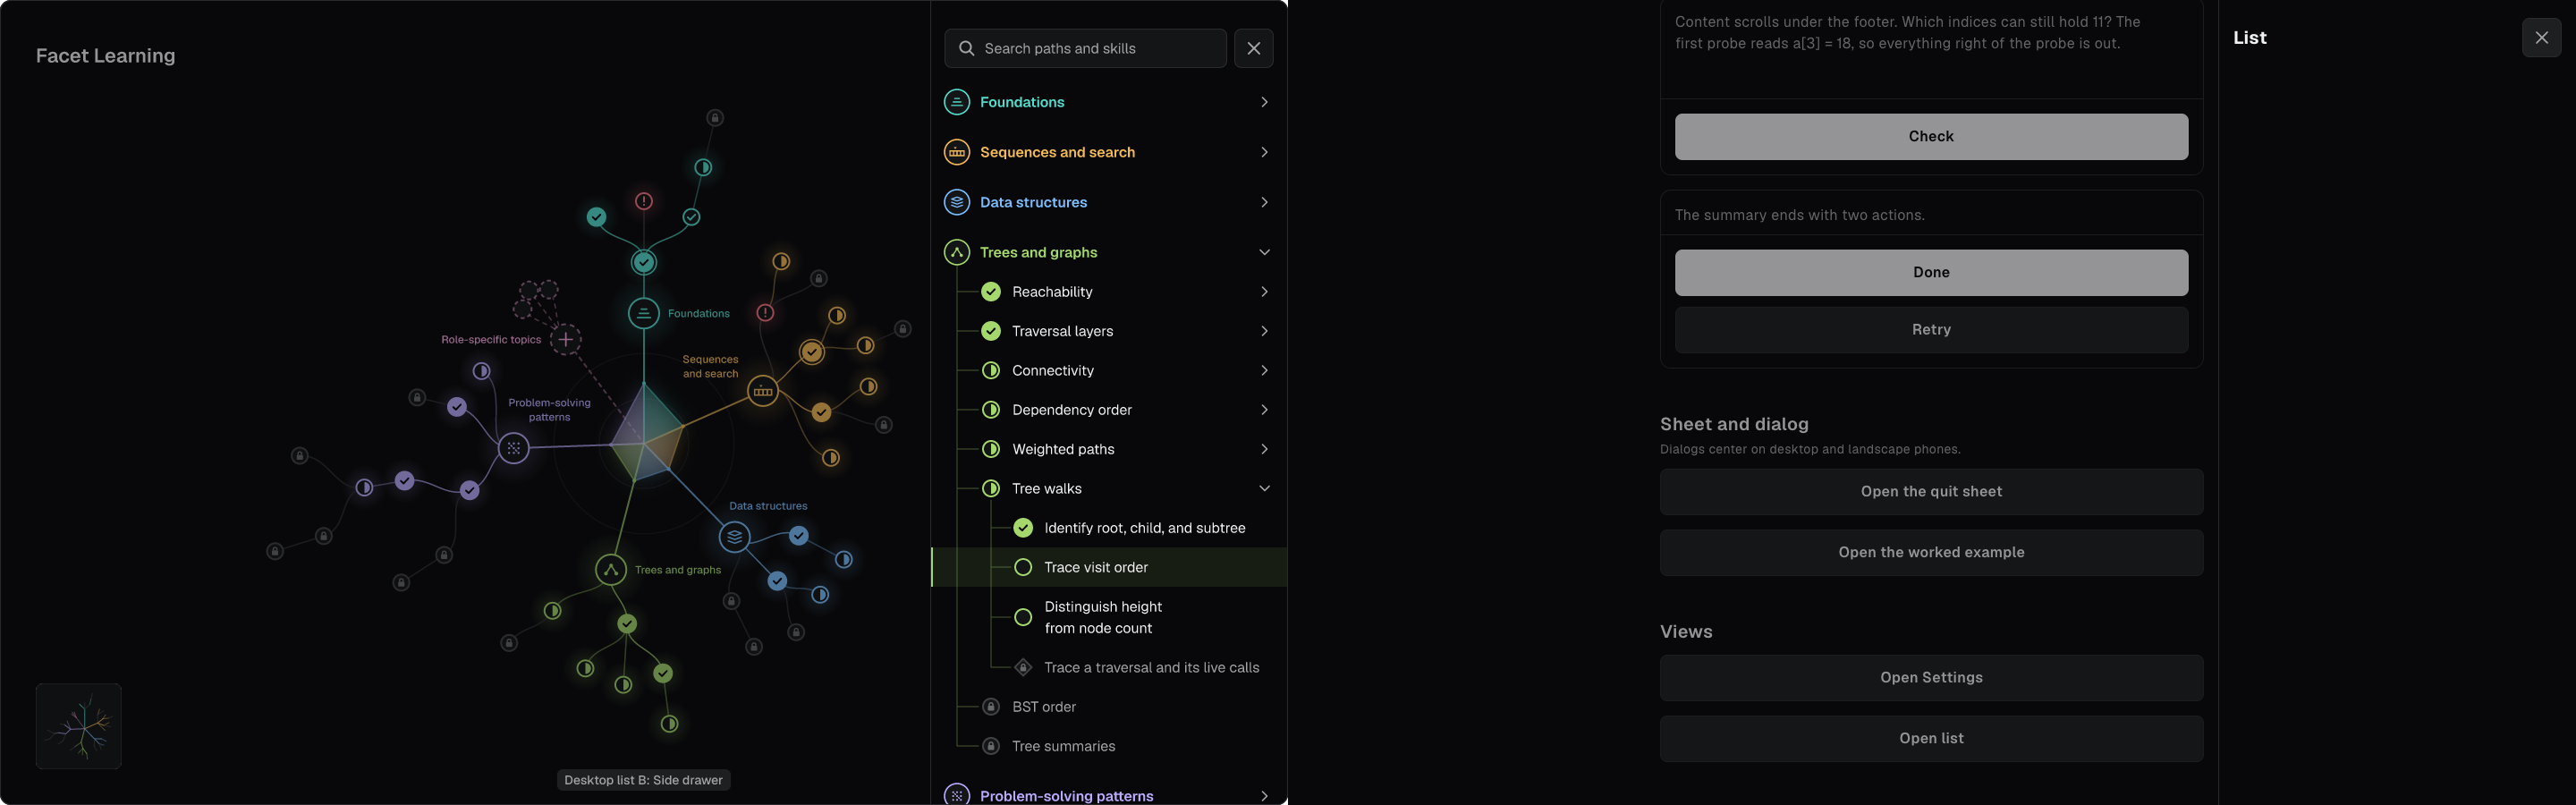 Facet Learning
Foundations
Sequences
and search
Role-specific topics
Problem-solving
patterns
Data structures
Trees and graphs
Desktop list B: Side drawer
Search paths and skills
Foundations
Sequences and search
Data structures
Trees and graphs
Reachability
Traversal layers
Connectivity
Dependency order
Weighted paths
Tree walks
Identify root, child, and subtree
Trace visit order
Distinguish height
from node count
Trace a traversal and its live calls
BST order
Tree summaries
Problem-solving patterns
Content scrolls under the footer. Which indices can still hold 11? The
first probe reads a[3] = 18, so everything right of the probe is out.
Check
The summary ends with two actions.
Done
Retry
Sheet and dialog
Dialogs center on desktop and landscape phones.
Open the quit sheet
Open the worked example
Views
Open Settings
Open list
List